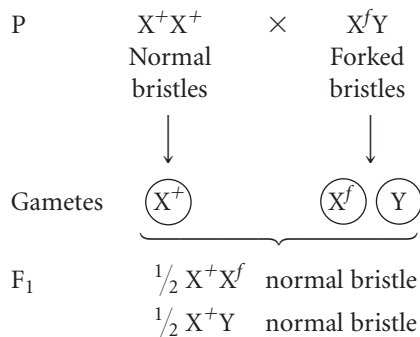 P X⁺X⁺ × XᶠY
Normal Forked
bristles bristles
Gametes X⁺ Xᶠ Y
F₁ ½ X⁺Xᶠ normal bristle
½ X⁺Y normal bristle